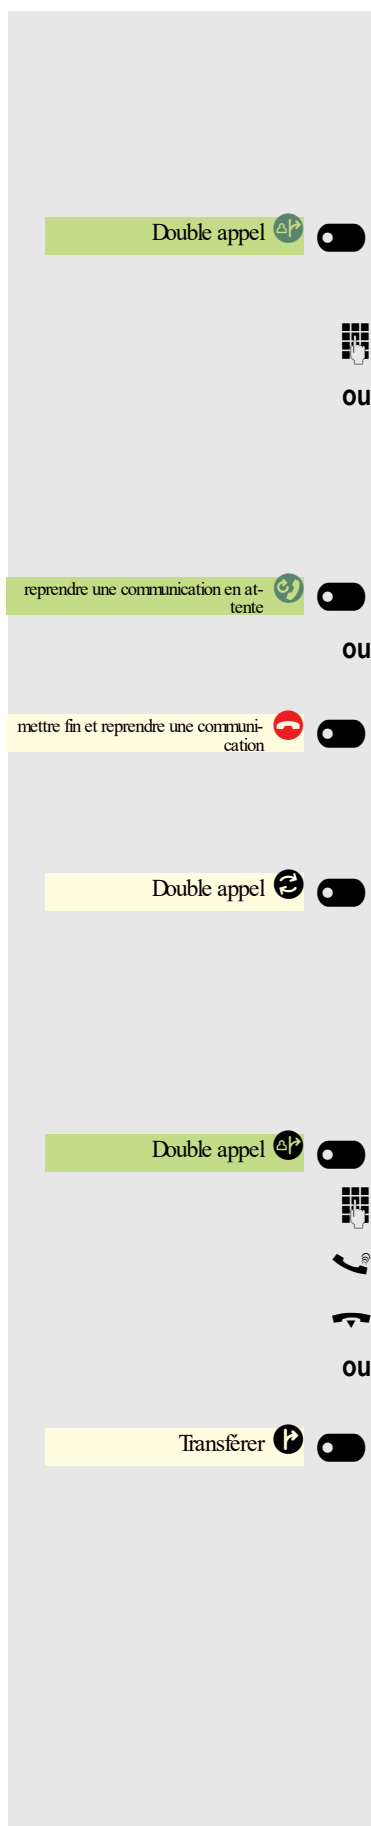 Double appel
ou
reprendre une communication en at-
tente
ou
mettre fin et reprendre une communi-
cation
Double appel
Double appel
ou
Transférer